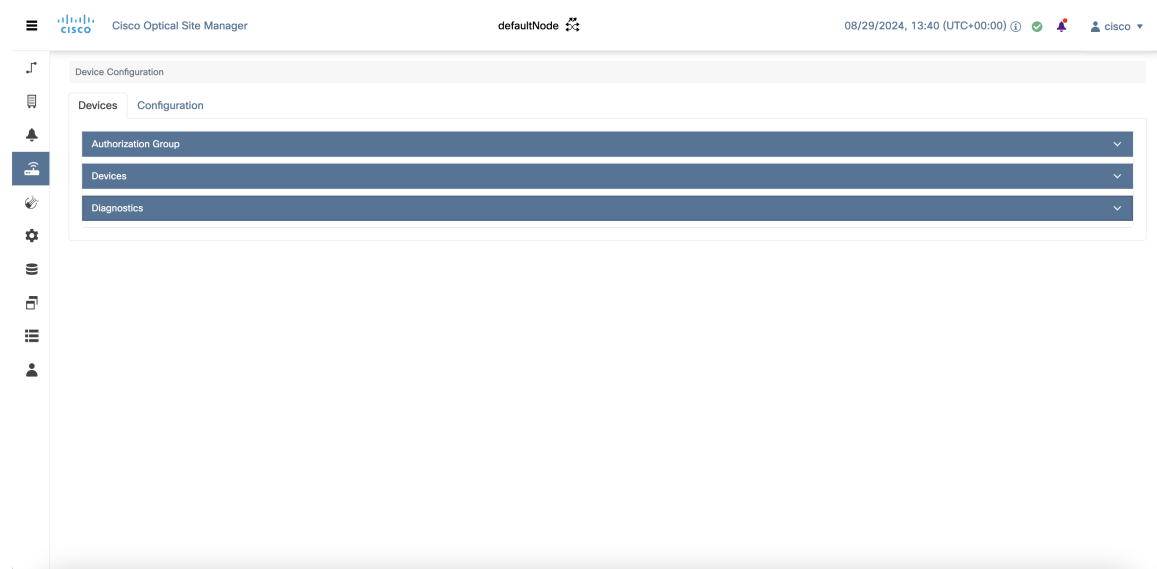 cisco Cisco Optical Site Manager defaultNode 08/29/2024, 13:40 (UTC+00:00) cisco
Device Configuration
Devices Configuration
Authorization Group
Devices
Diagnostics